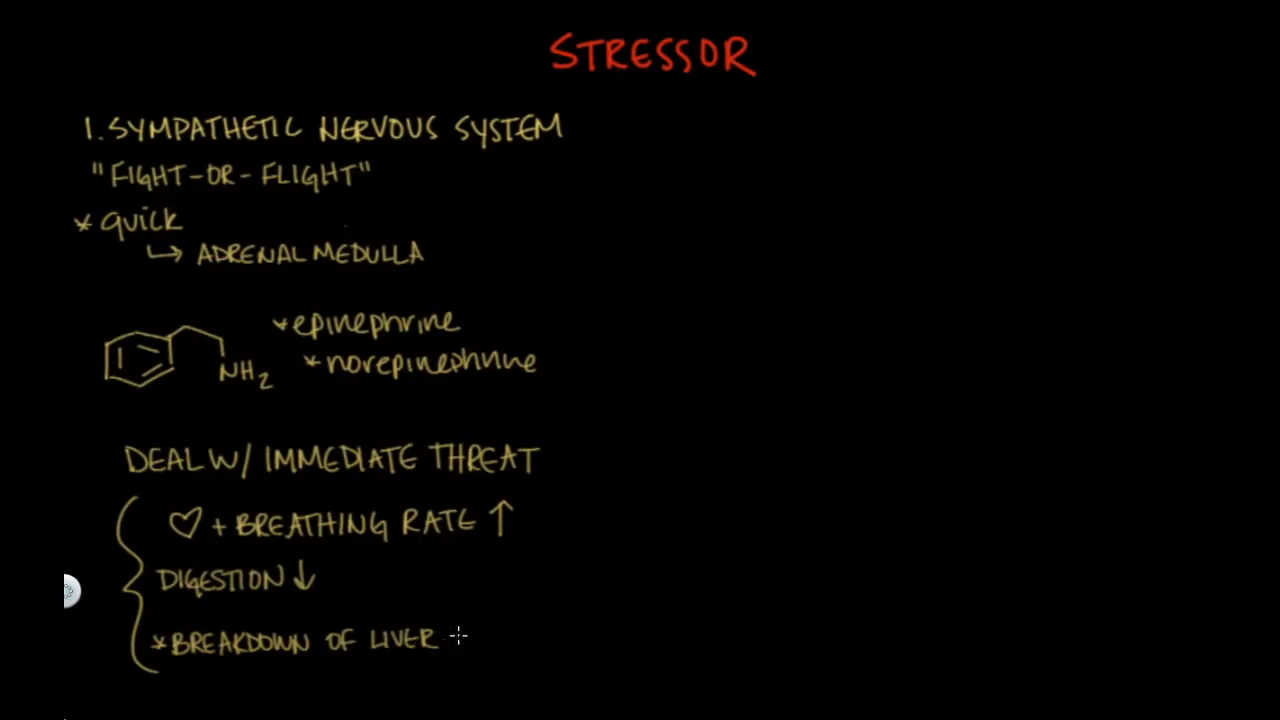 STRESSOR
1. SYMPATHETIC NERVOUS SYSTEM
"FIGHT-OR-FLIGHT"
* quick
↳ ADRENAL MEDULLA
* epinephrine
* norepinephrine
NH2
DEAL W/ IMMEDIATE THREAT
♡ + BREATHING RATE ↑
DIGESTION ↓
* BREAKDOWN OF LIVER